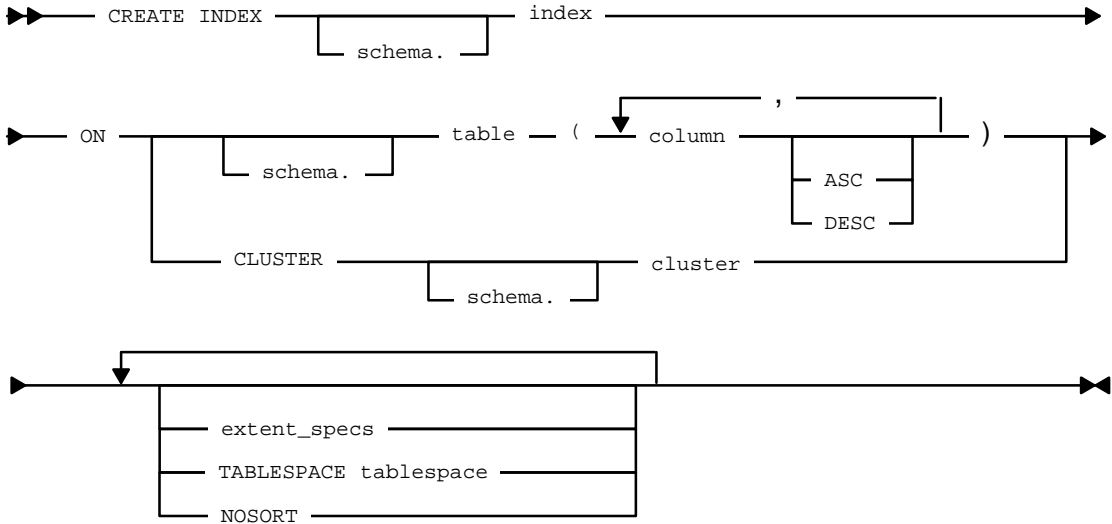 CREATE INDEX schema. index
,
ON schema. table ( column ASC DESC )
CLUSTER schema. cluster
extent_specs
TABLESPACE tablespace
NOSORT